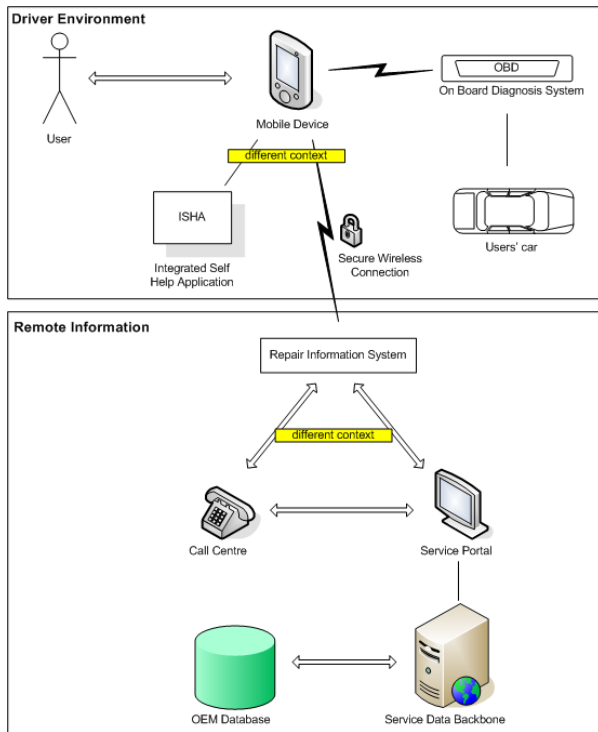 Driver Environment
User
Mobile Device
OBD
On Board Diagnosis System
different context
ISHA
Integrated Self
Help Application
Secure Wireless
Connection
Users' car
Remote Information
Repair Information System
different context
Call Centre
Service Portal
OEM Database
Service Data Backbone